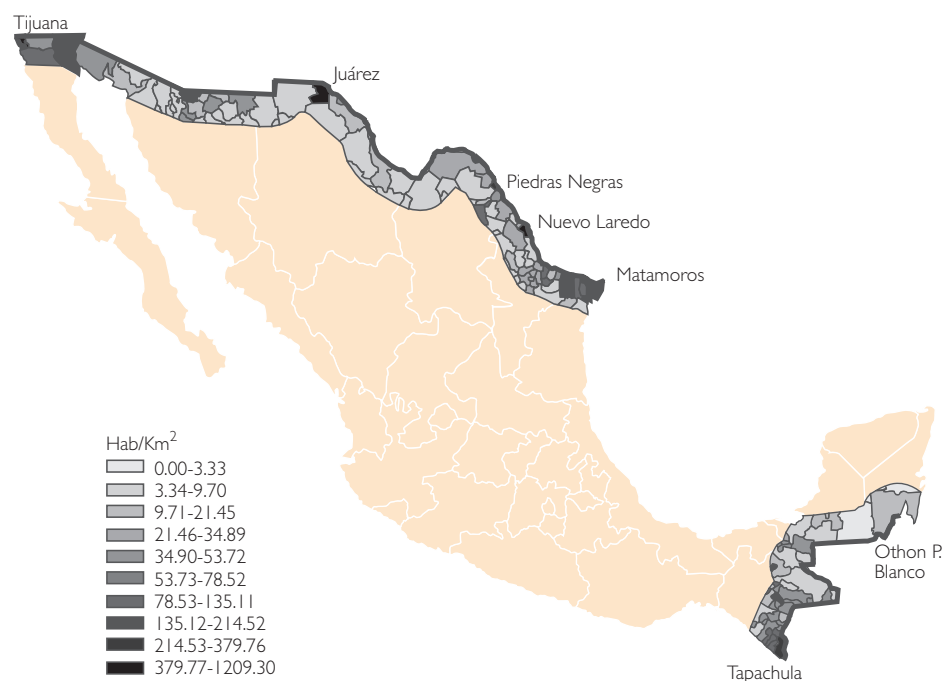 Tijuana
Juárez
Piedras Negras
Nuevo Laredo
Matamoros
Hab/Km²
0.00-3.33
3.34-9.70
9.71-21.45
21.46-34.89
34.90-53.72
53.73-78.52
78.53-135.11
135.12-214.52
214.53-379.76
379.77-1209.30
Othon P.
Blanco
Tapachula